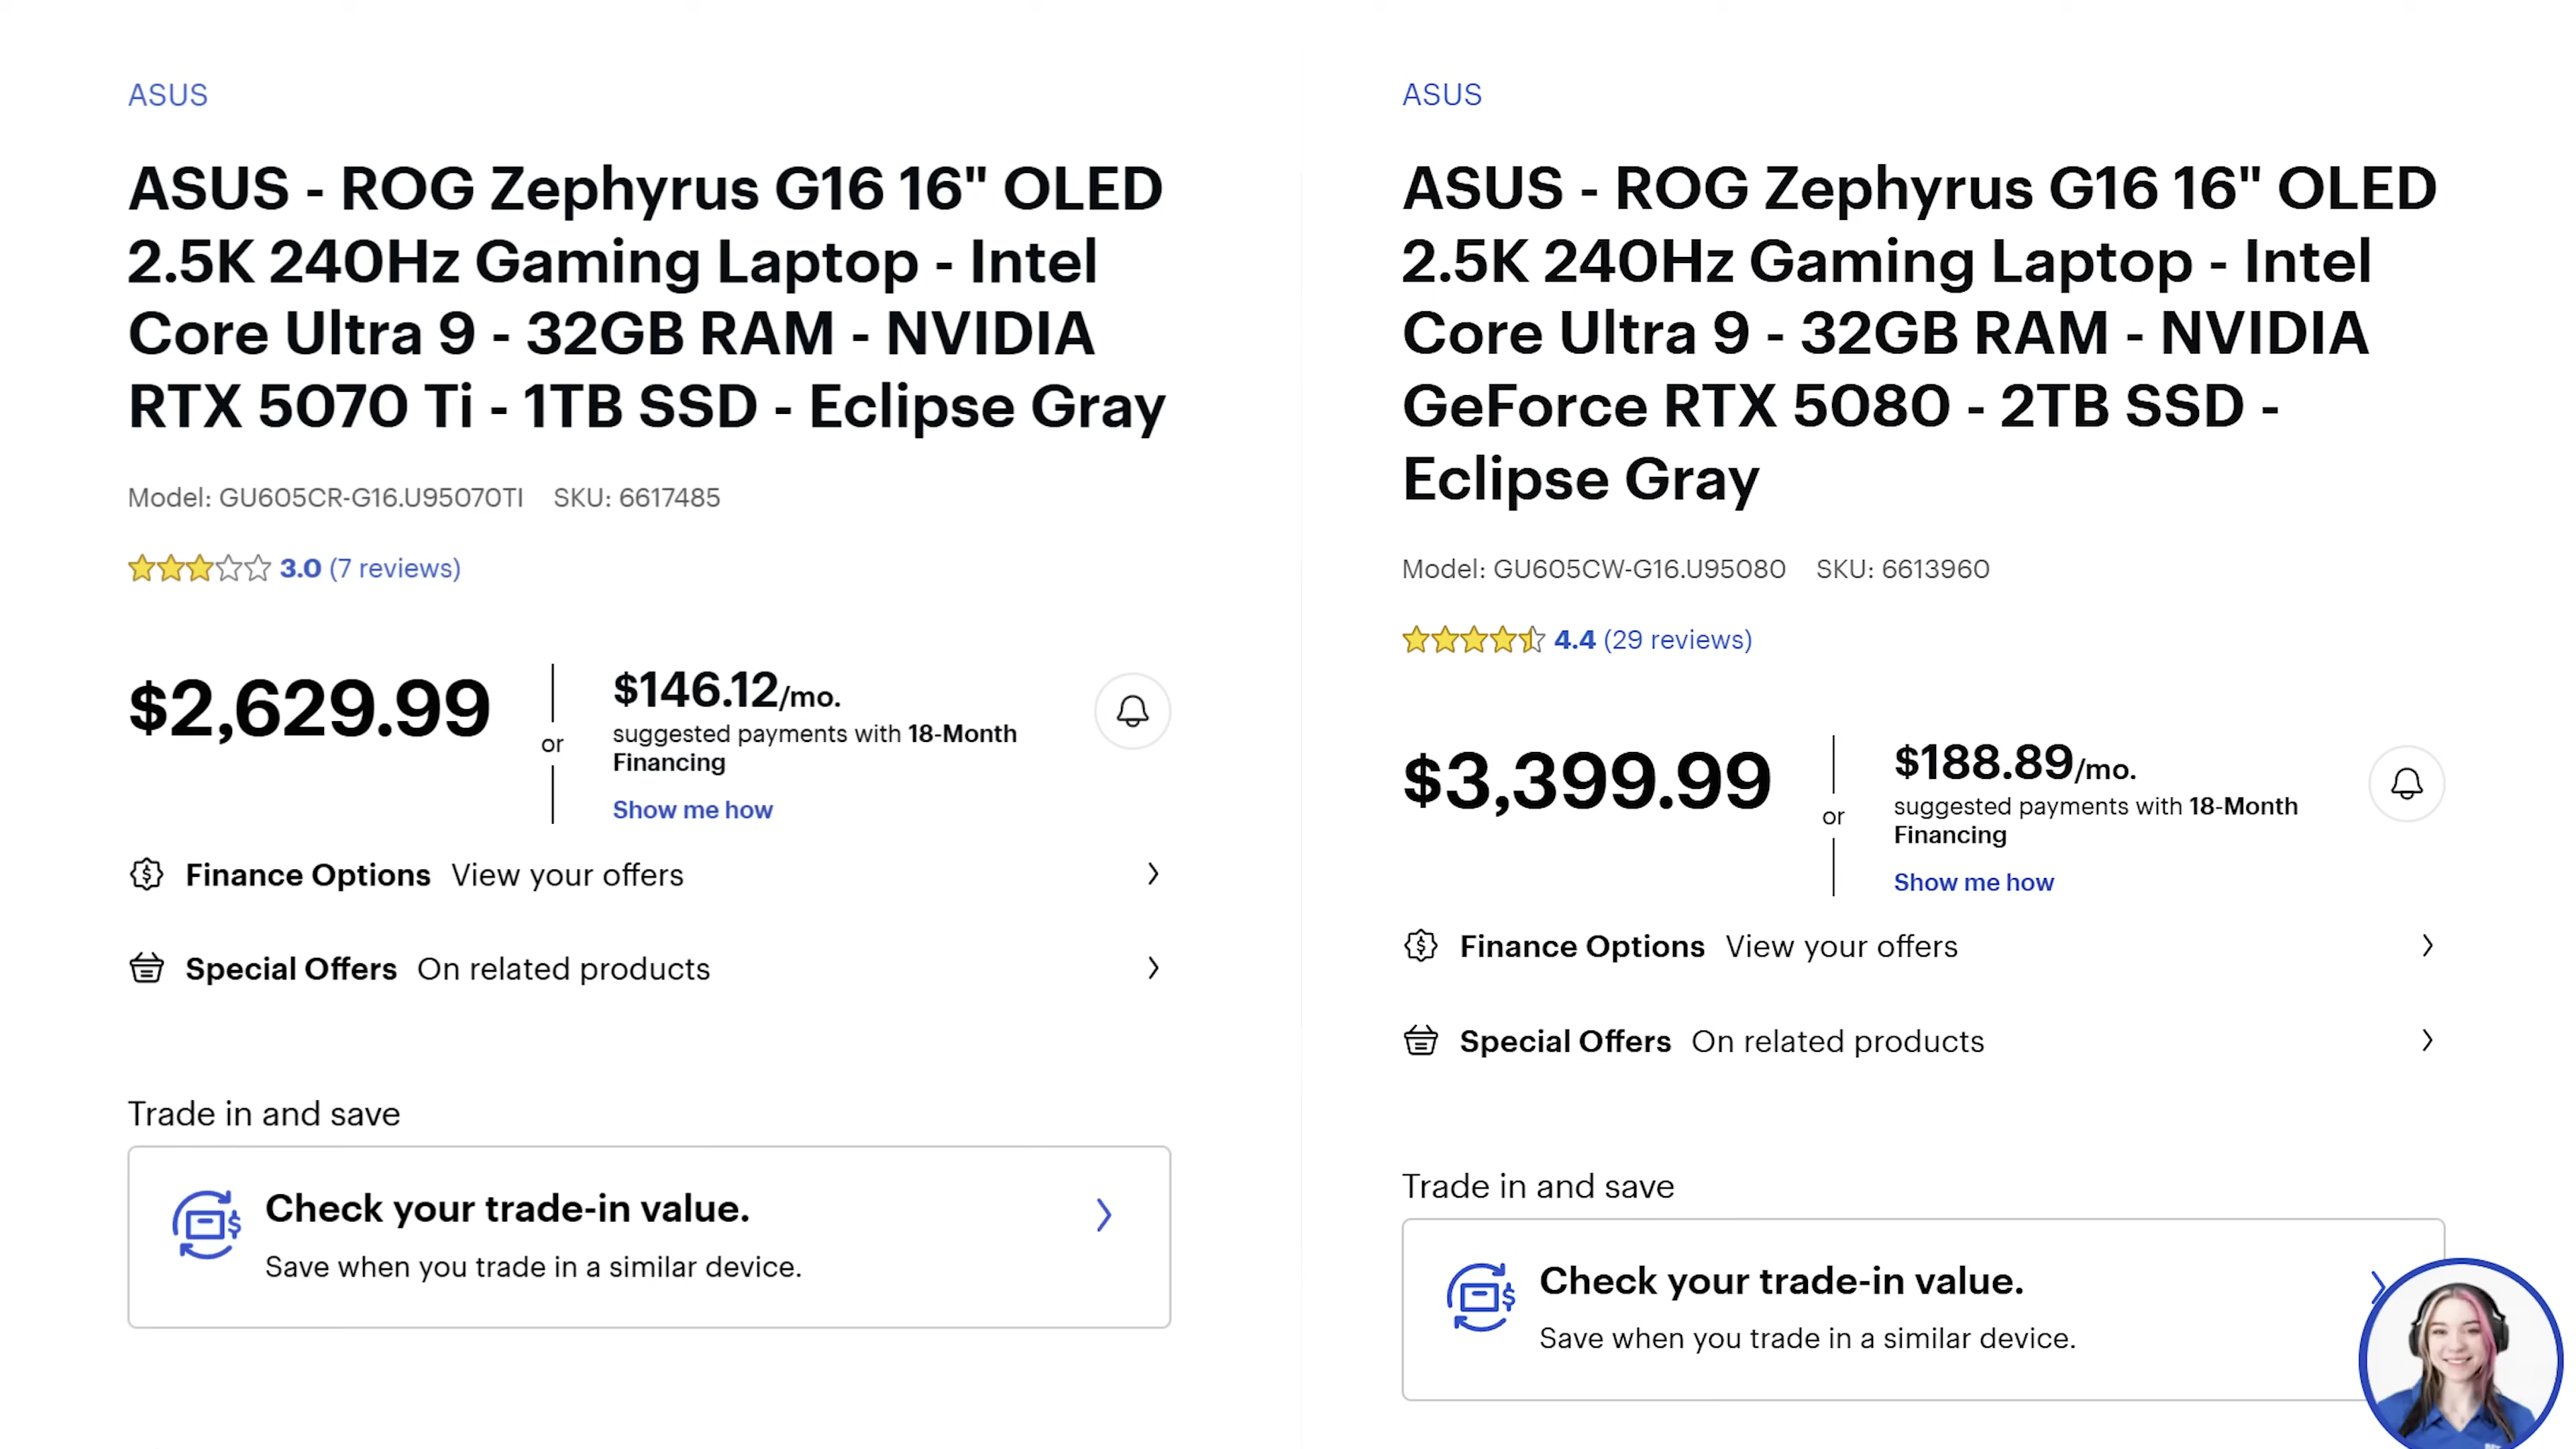 ASUS
ASUS - ROG Zephyrus G16 16" OLED
2.5K 240Hz Gaming Laptop - Intel
Core Ultra 9 - 32GB RAM - NVIDIA
RTX 5070 Ti - 1TB SSD - Eclipse Gray
Model: GU605CR-G16.U95070TI SKU: 6617485
3.0 (7 reviews)
$2,629.99
or
$146.12/mo.
suggested payments with 18-Month
Financing
Show me how
Finance Options View your offers
Special Offers On related products
Trade in and save
Check your trade-in value.
Save when you trade in a similar device.
ASUS
ASUS - ROG Zephyrus G16 16" OLED
2.5K 240Hz Gaming Laptop - Intel
Core Ultra 9 - 32GB RAM - NVIDIA
GeForce RTX 5080 - 2TB SSD -
Eclipse Gray
Model: GU605CW-G16.U95080 SKU: 6613960
4.4 (29 reviews)
$3,399.99
or
$188.89/mo.
suggested payments with 18-Month
Financing
Show me how
Finance Options View your offers
Special Offers On related products
Trade in and save
Check your trade-in value.
Save when you trade in a similar device.